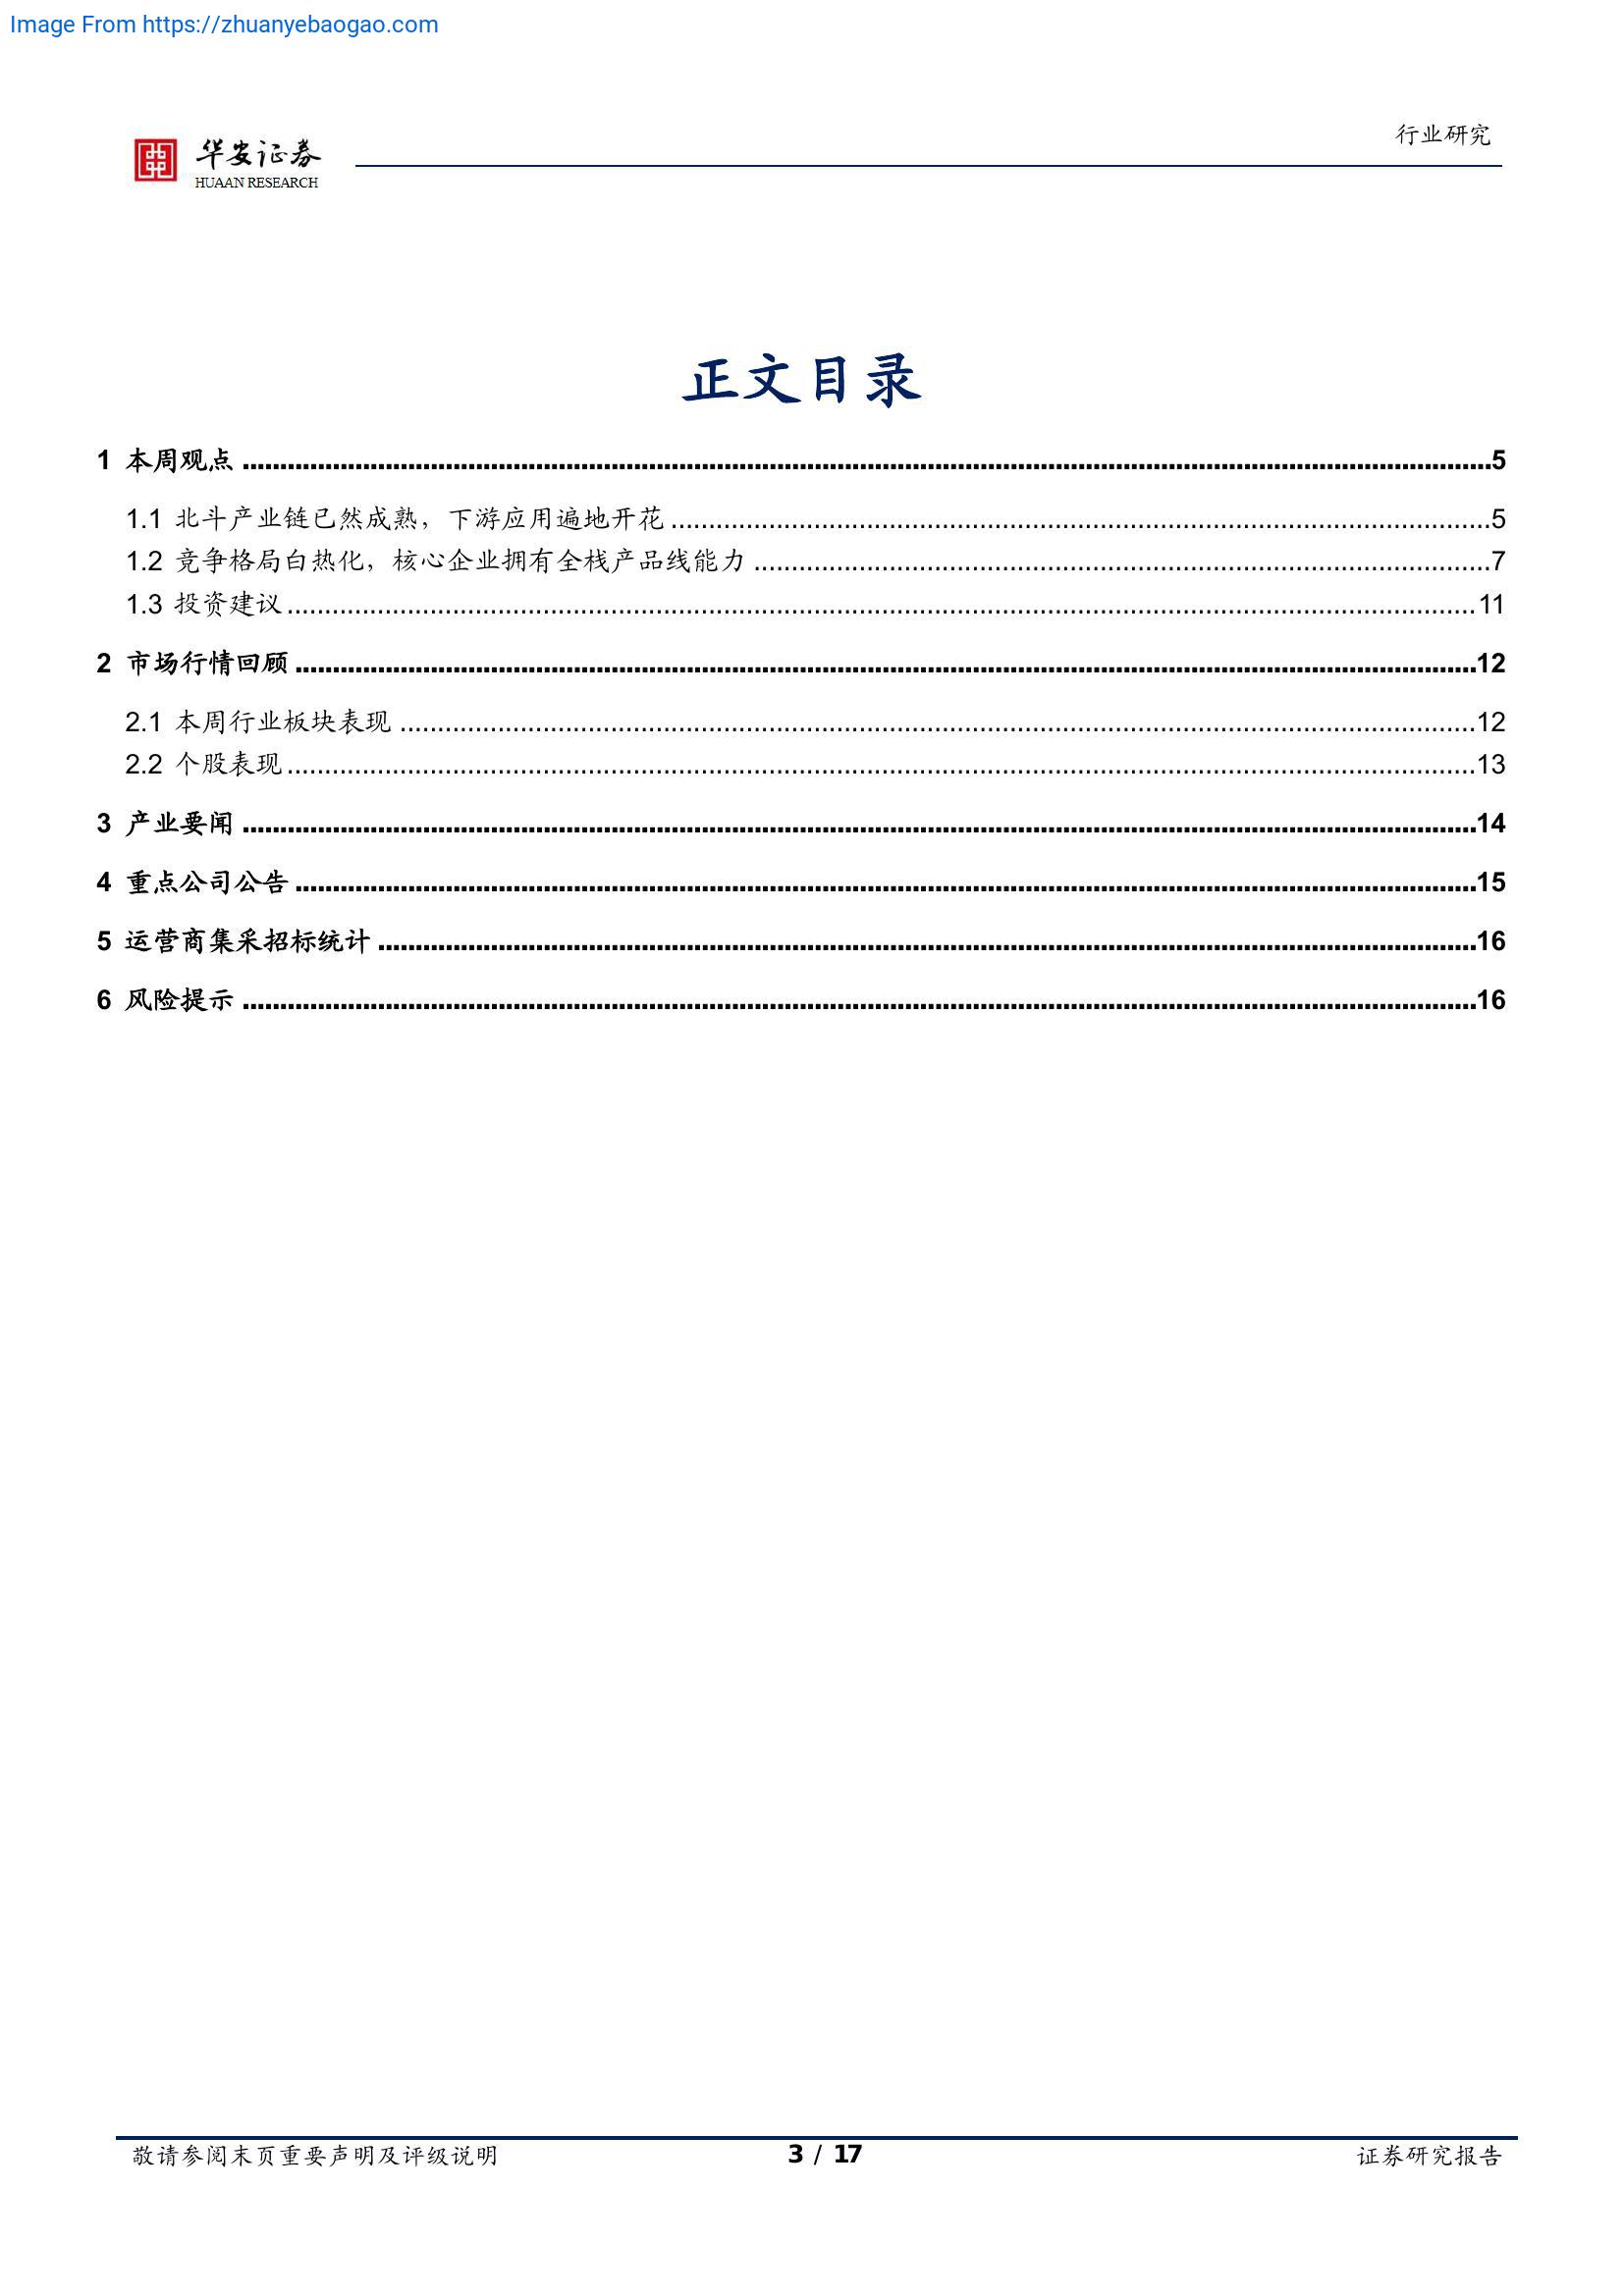 Image From https://zhuanyebaogao.com
行业研究
华安证券
HUAAN RESEARCH
正文目录
1 本周观点 ........................................ 5
1.1 北斗产业链已然成熟，下游应用遍地开花 ........................................ 5
1.2 竞争格局白热化，核心企业拥有全栈产品线能力 ........................................ 7
1.3 投资建议 ........................................ 11
2 市场行情回顾 ........................................ 12
2.1 本周行业板块表现 ........................................ 12
2.2 个股表现 ........................................ 13
3 产业要闻 ........................................ 14
4 重点公司公告 ........................................ 15
5 运营商集采招标统计 ........................................ 16
6 风险提示 ........................................ 16
敬请参阅末页重要声明及评级说明 3 / 17 证券研究报告